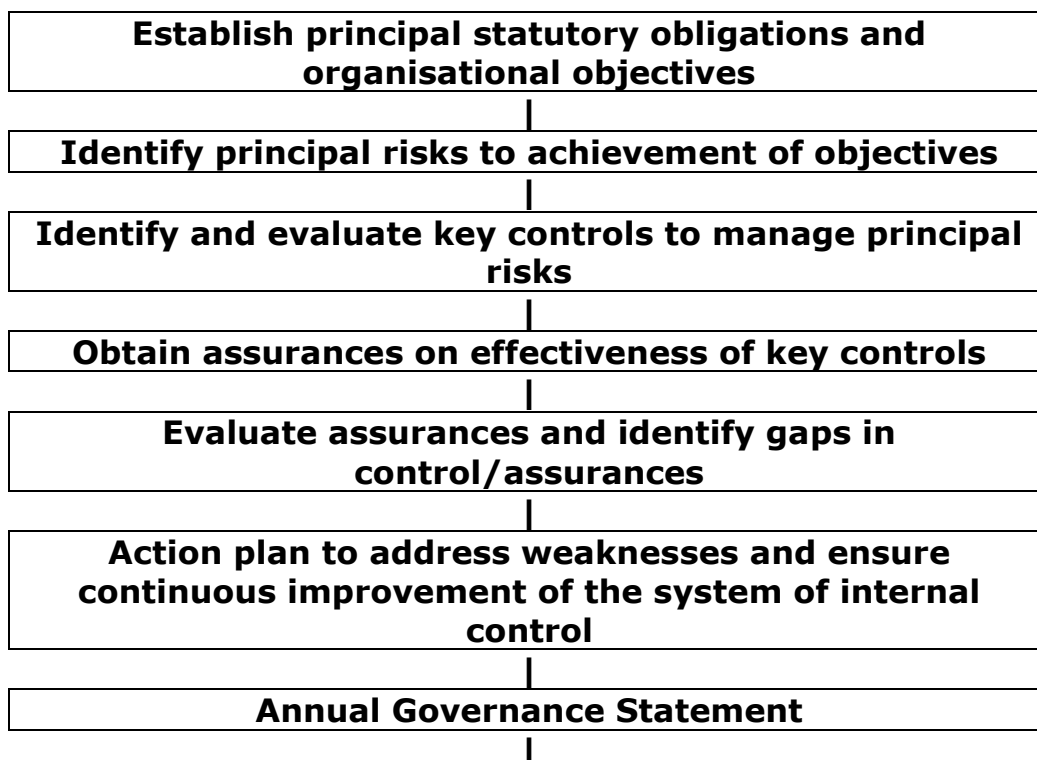 Establish principal statutory obligations and
organisational objectives
Identify principal risks to achievement of objectives
Identify and evaluate key controls to manage principal
risks
Obtain assurances on effectiveness of key controls
Evaluate assurances and identify gaps in
control/assurances
Action plan to address weaknesses and ensure
continuous improvement of the system of internal
control
Annual Governance Statement